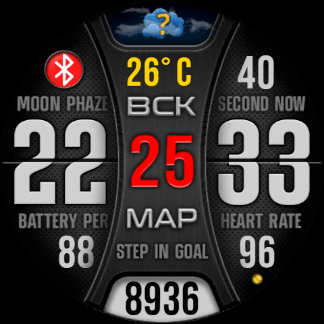 ?
26°C 40
MOON PHAZE BCK SECOND NOW
22 25 33
BATTERY PER MAP HEART RATE
88 STEP IN GOAL 96
8936